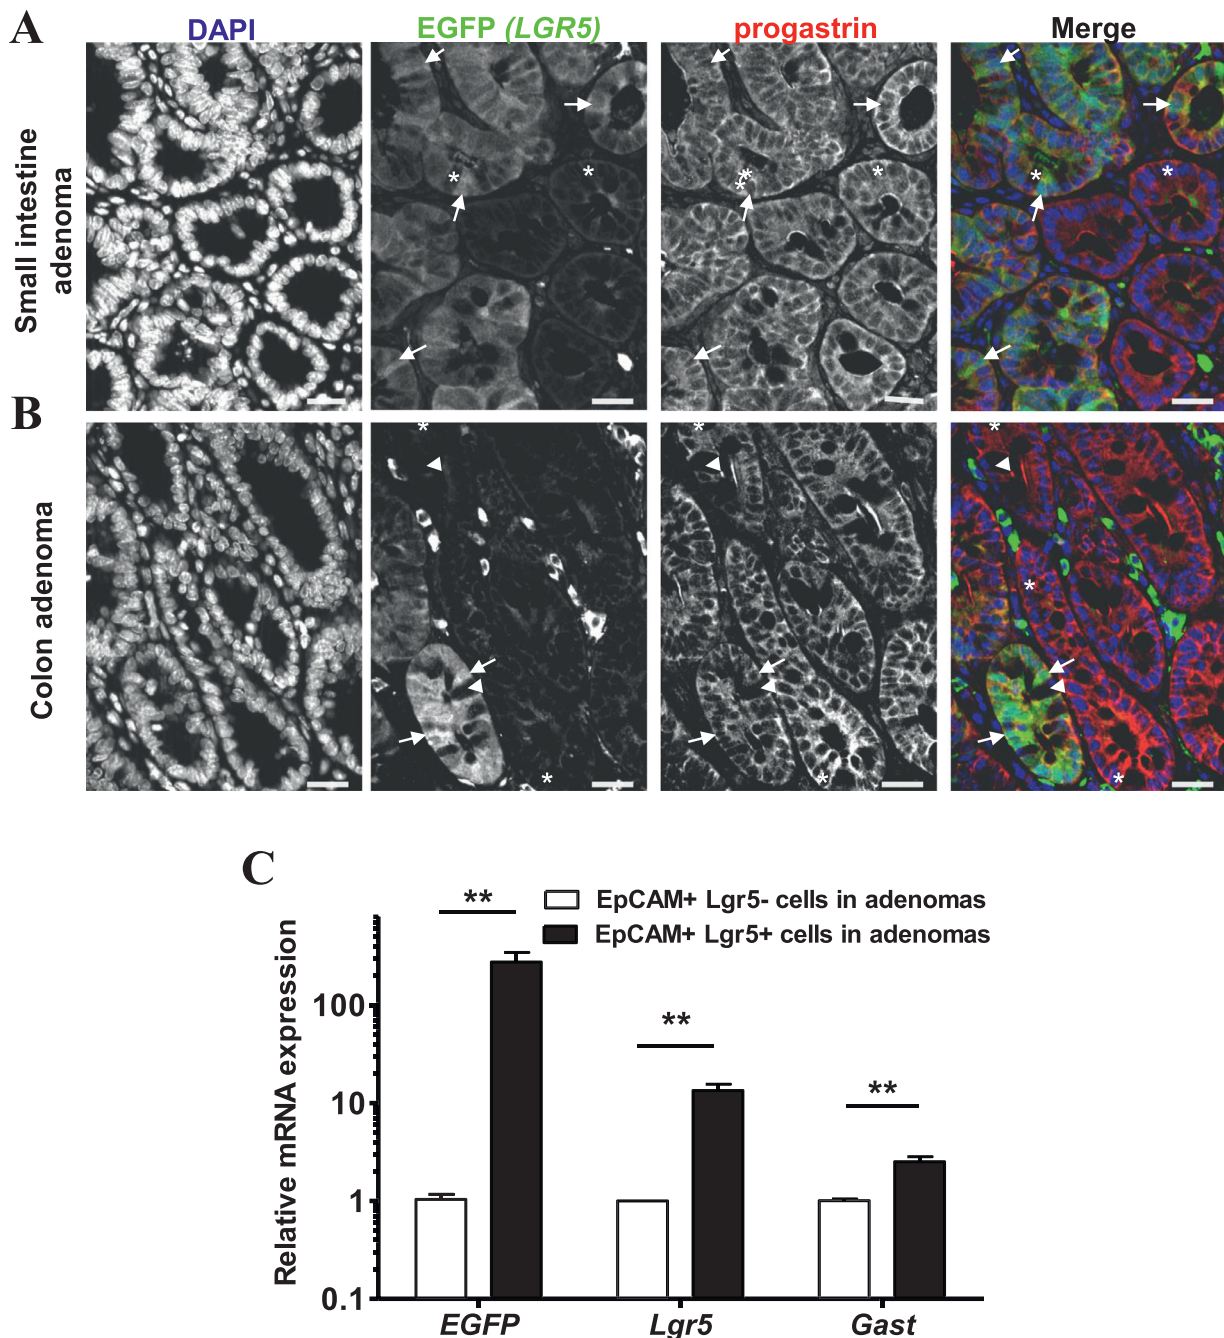 A
DAPI
EGFP (LGR5)
progastrin
Merge
Small intestine
adenoma
*
*
*
*
*
*
*
B
Colon adenoma
*
*
*
*
*
*
*
C
**
EpCAM+ Lgr5- cells in adenomas
EpCAM+ Lgr5+ cells in adenomas
**
**
Relative mRNA expression
100
10
1
0.1
EGFP
Lgr5
Gast